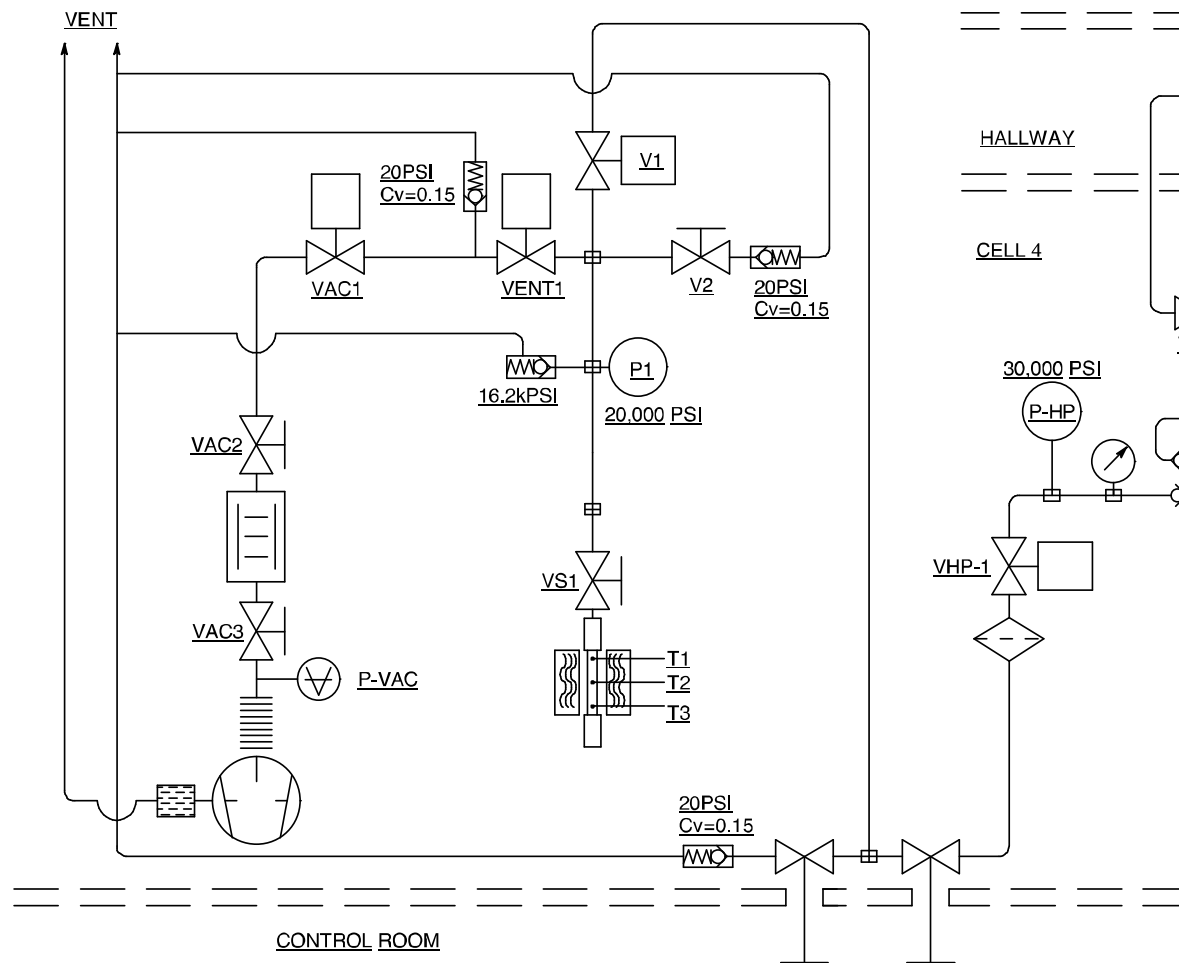 VENT
HALLWAY
20PSI
Cv=0.15
V1
CELL 4
VAC1
VENT1
V2
20PSI
Cv=0.15
16.2kPSI
P1
20,000 PSI
30,000 PSI
P-HP
VAC2
VS1
VHP-1
VAC3
P-VAC
T1
T2
T3
20PSI
Cv=0.15
CONTROL ROOM